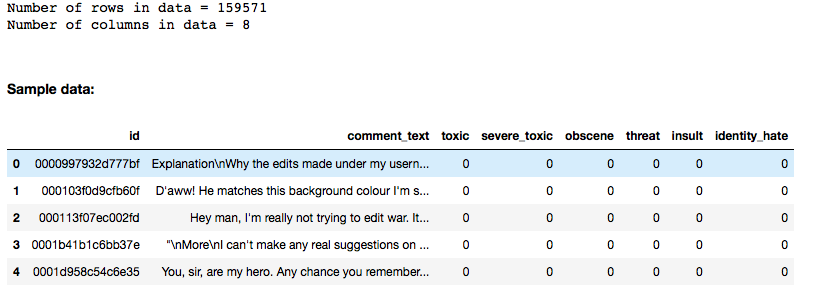 Number of rows in data = 159571
Number of columns in data = 8
Sample data:
id comment_text toxic severe_toxic obscene threat insult identity_hate
0 0000997932d777bf Explanation\nWhy the edits made under my usern... 0 0 0 0 0 0
1 000103f0d9cfb60f D'aww! He matches this background colour I'm s... 0 0 0 0 0 0
2 000113f07ec002fd Hey man, I'm really not trying to edit war. It... 0 0 0 0 0 0
3 0001b41b1c6bb37e "\nMore\nI can't make any real suggestions on ... 0 0 0 0 0 0
4 0001d958c54c6e35 You, sir, are my hero. Any chance you remember... 0 0 0 0 0 0